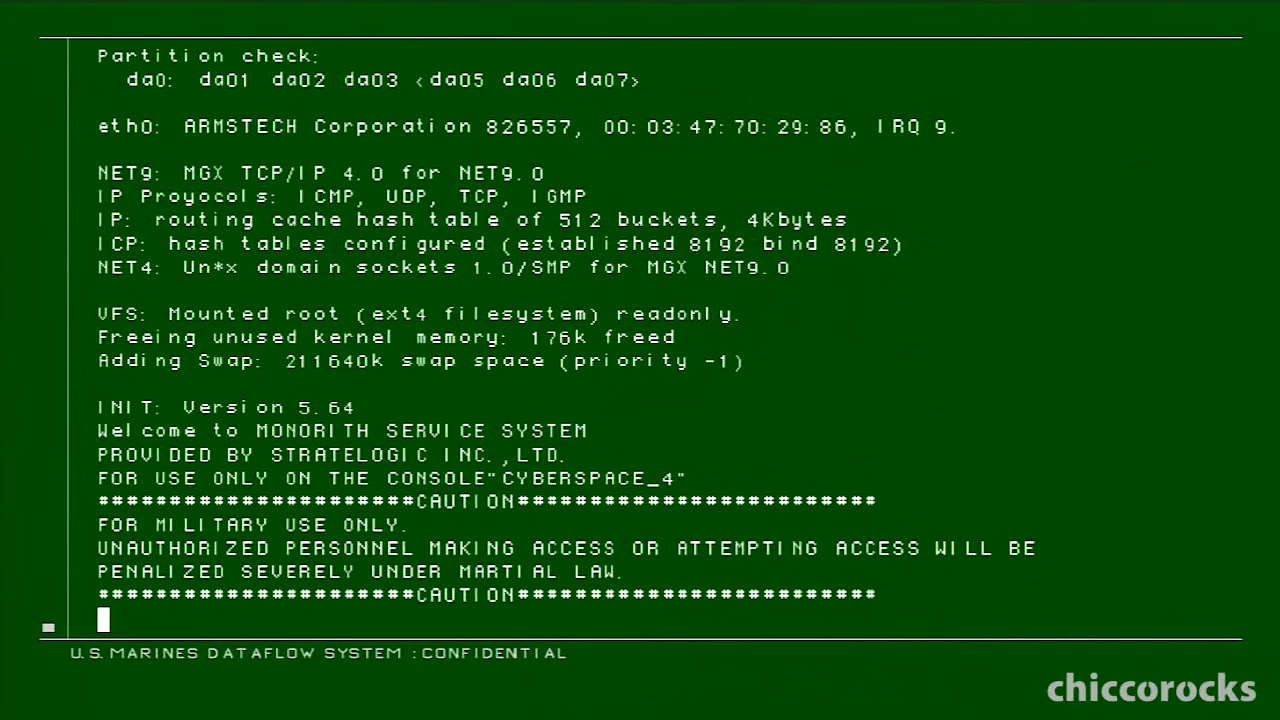 Partition check:
da0: da01 da02 da03 <da05 da06 da07>
eth0: ARMSTECH Corporation 826557, 00:03:47:70:29:86, IRQ 9.
NET9: MGX TCP/IP 4.0 for NET9.0
IP Proyocols: ICMP, UDP, TCP, IGMP
IP: routing cache hash table of 512 buckets, 4Kbytes
ICP: hash tables configured (established 8192 bind 8192)
NET4: Un*x domain sockets 1.0/SMP for MGX NET9.0
VFS: Mounted root (ext4 filesystem) readonly.
Freeing unused kernel memory: 176k freed
Adding Swap: 211640k swap space (priority -1)
INIT: Version 5.64
Welcome to MONORITH SERVICE SYSTEM
PROVIDED BY STRATELOGIC INC.,LTD.
FOR USE ONLY ON THE CONSOLE"CYBERSPACE_4"
**********************CAUTION*************************
FOR MILITARY USE ONLY.
UNAUTHORIZED PERSONNEL MAKING ACCESS OR ATTEMPTING ACCESS WILL BE
PENALIZED SEVERELY UNDER MARTIAL LAW.
**********************CAUTION*************************
U.S.MARINES DATAFLOW SYSTEM :CONFIDENTIAL
chiccorocks